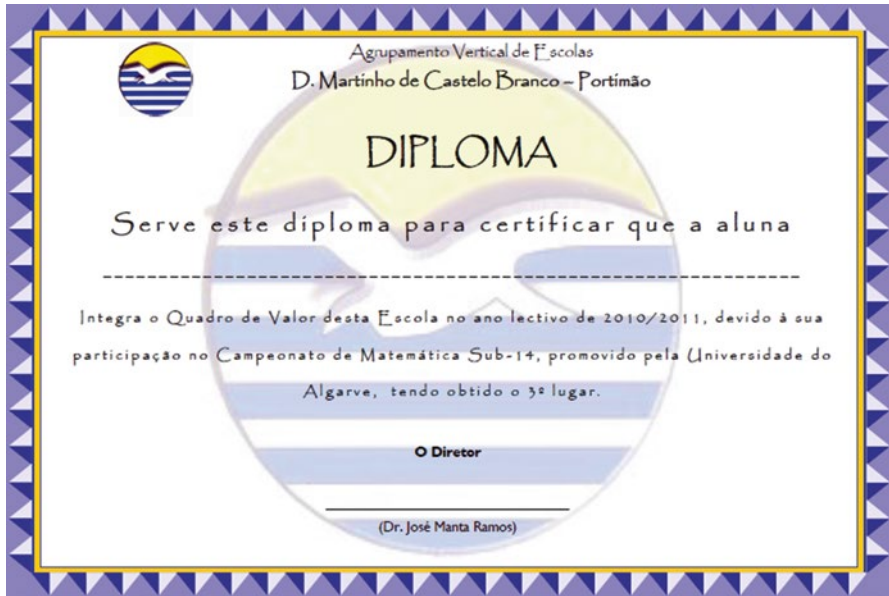 Agrupamento Vertical de Escolas
D. Martinho de Castelo Branco – Portimão
DIPLOMA
Serve este diploma para certificar que a aluna
Integra o Quadro de Valor desta Escola no ano lectivo de 2010/2011, devido à sua
participação no Campeonato de Matemática Sub-14, promovido pela Universidade do
Algarve, tendo obtido o 3º lugar.
O Diretor
(Dr. José Manta Ramos)